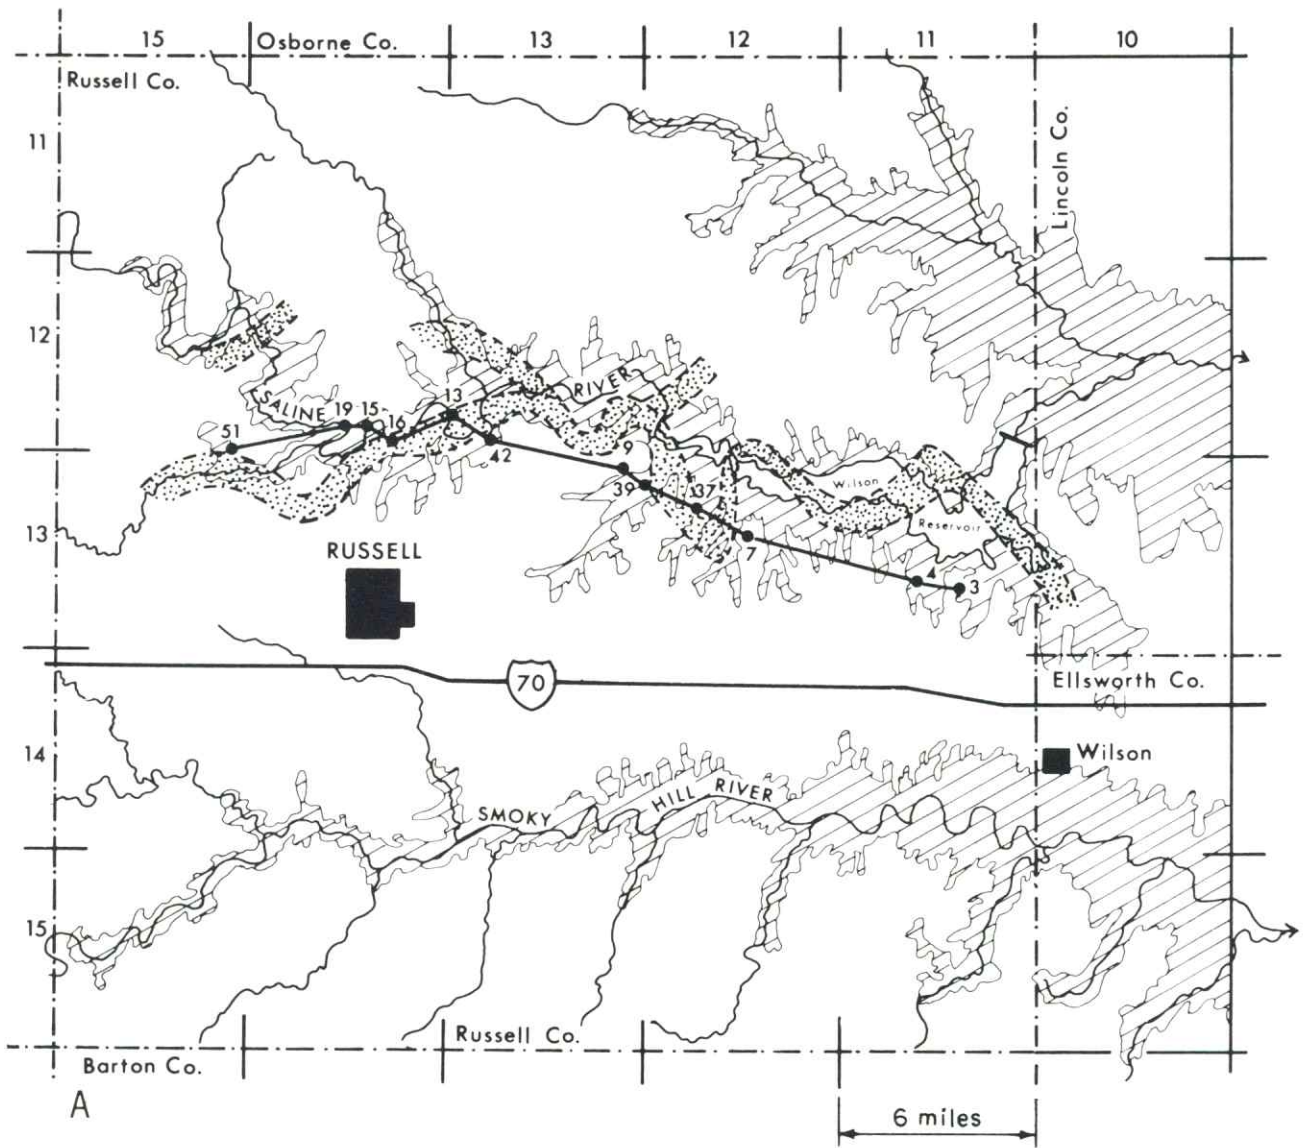 15
Osborne Co.
13
12
11
10
Russell Co.
11
Lincoln Co.
12
RIVER
SALINE
19
15
16
13
51
42
9
39
37
7
Wilson
Reservoir
4
3
13
RUSSELL
70
Ellsworth Co.
14
Wilson
SMOKY HILL RIVER
15
Russell Co.
Barton Co.
A
6 miles